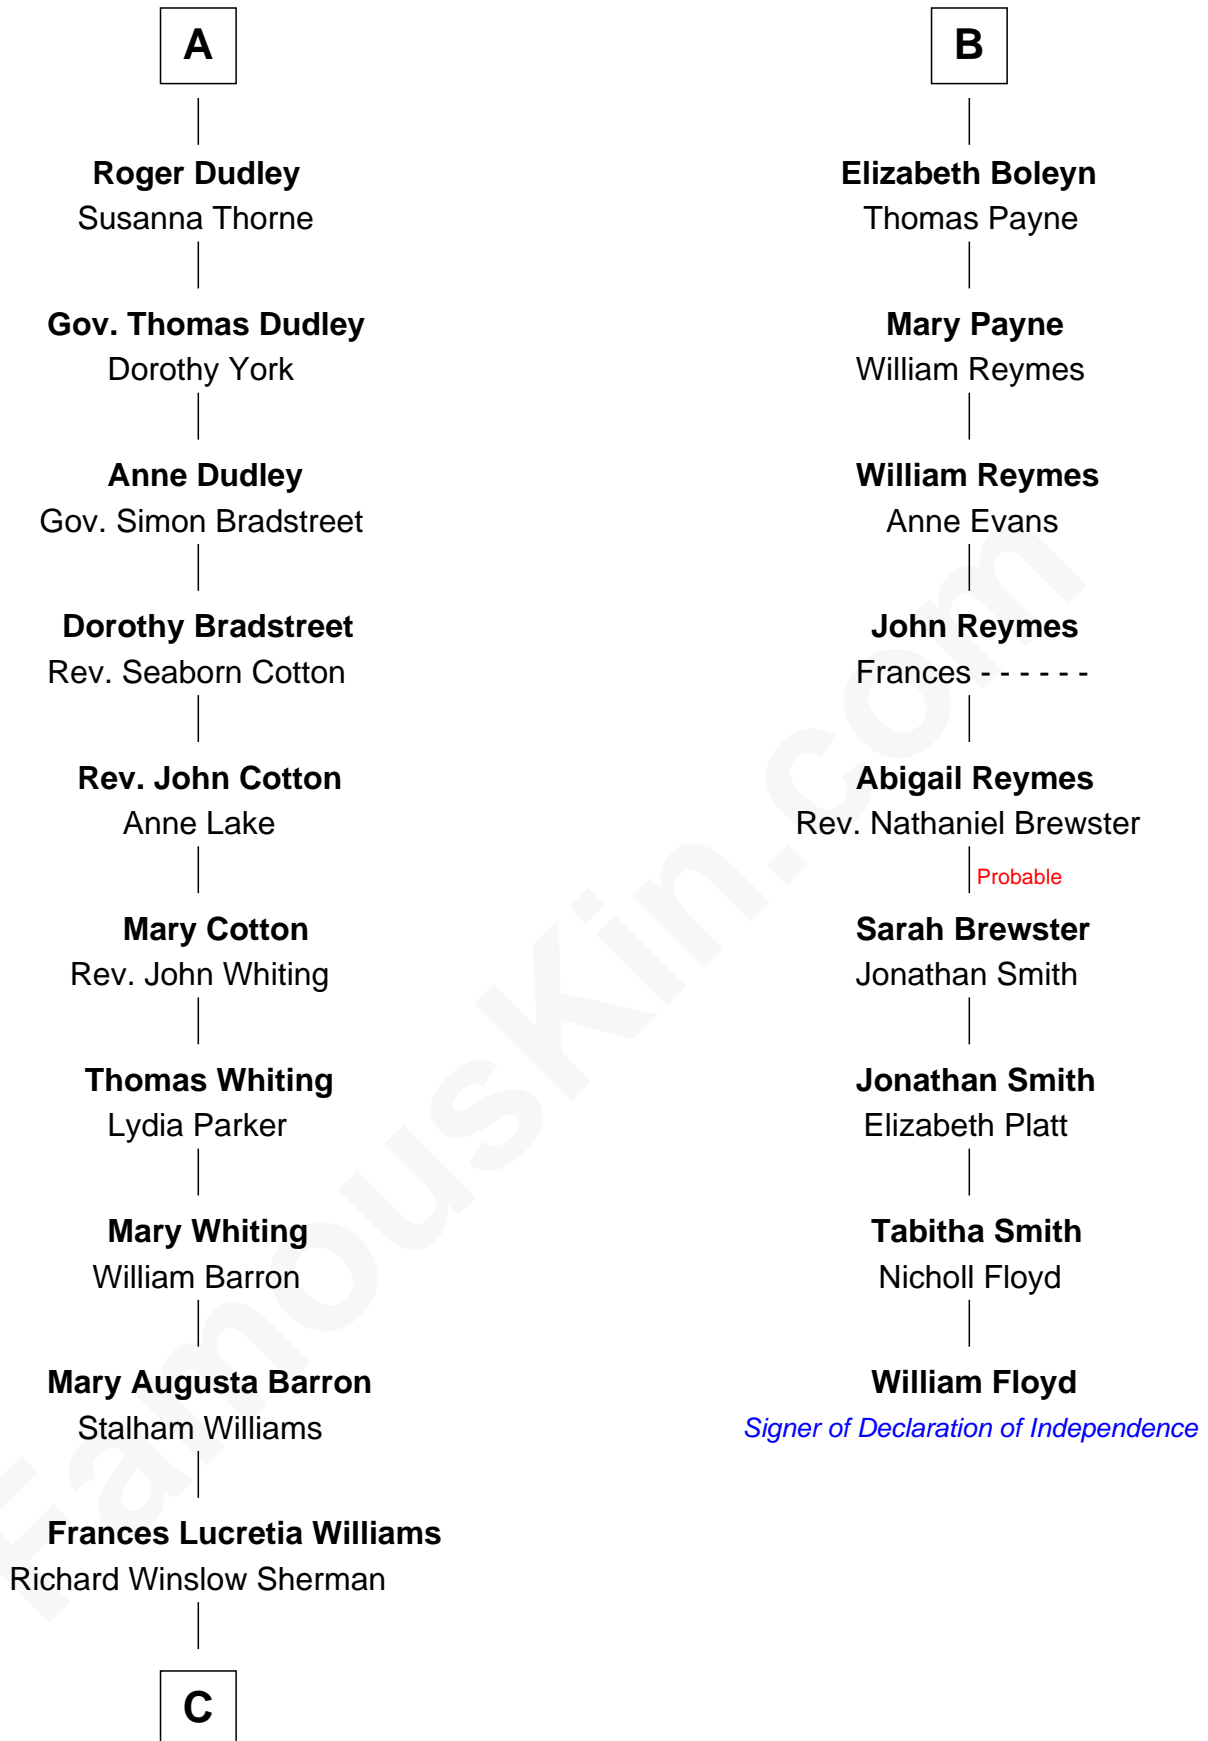 A
Roger Dudley
Susanna Thorne
Gov. Thomas Dudley
Dorothy York
Anne Dudley
Gov. Simon Bradstreet
Dorothy Bradstreet
Rev. Seaborn Cotton
Rev. John Cotton
Anne Lake
Mary Cotton
Rev. John Whiting
Thomas Whiting
Lydia Parker
Mary Whiting
William Barron
Mary Augusta Barron
Stalham Williams
Frances Lucretia Williams
Richard Winslow Sherman
C
B
Elizabeth Boleyn
Thomas Payne
Mary Payne
William Reymes
William Reymes
Anne Evans
John Reymes
Frances - - - - - -
Abigail Reymes
Rev. Nathaniel Brewster
Probable
Sarah Brewster
Jonathan Smith
Jonathan Smith
Elizabeth Platt
Tabitha Smith
Nicholl Floyd
William Floyd
Signer of Declaration of Independence
FamousKin.com